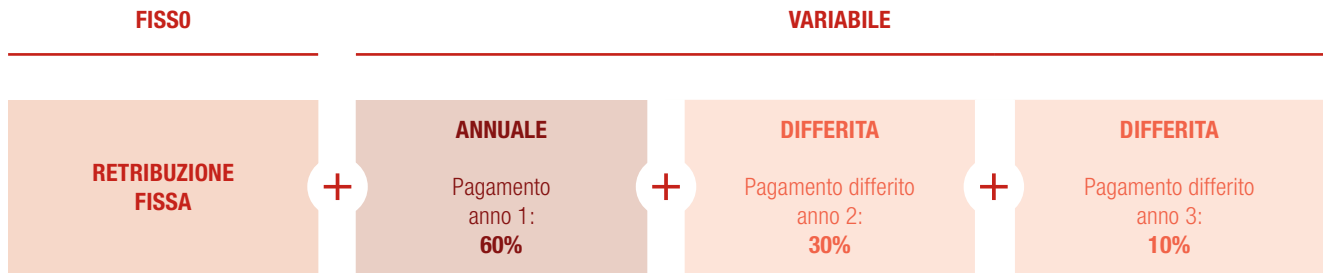 FISSO
VARIABILE
RETRIBUZIONE
FISSA
+
ANNUALE
Pagamento
anno 1:
60%
+
DIFFERITA
Pagamento differito
anno 2:
30%
+
DIFFERITA
Pagamento differito
anno 3:
10%